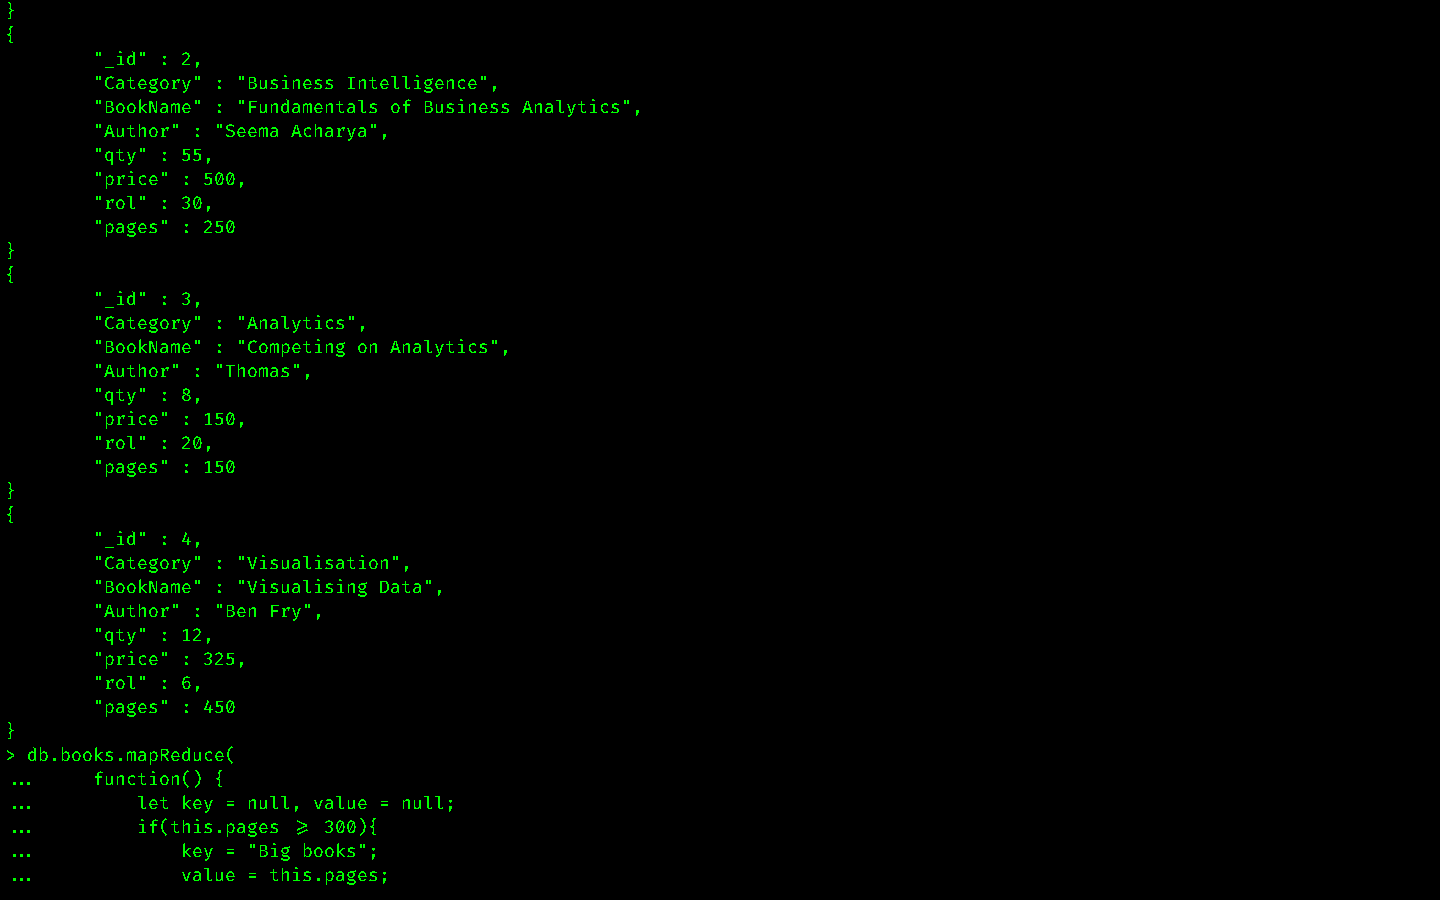 }
{
        "_id" : 2,
        "Category" : "Business Intelligence",
        "BookName" : "Fundamentals of Business Analytics",
        "Author" : "Seema Acharya",
        "qty" : 55,
        "price" : 500,
        "rol" : 30,
        "pages" : 250
}
{
        "_id" : 3,
        "Category" : "Analytics",
        "BookName" : "Competing on Analytics",
        "Author" : "Thomas",
        "qty" : 8,
        "price" : 150,
        "rol" : 20,
        "pages" : 150
}
{
        "_id" : 4,
        "Category" : "Visualisation",
        "BookName" : "Visualising Data",
        "Author" : "Ben Fry",
        "qty" : 12,
        "price" : 325,
        "rol" : 6,
        "pages" : 450
}
> db.books.mapReduce(
...     function() {
...         let key = null, value = null;
...         if(this.pages >= 300){
...             key = "Big books";
...             value = this.pages;